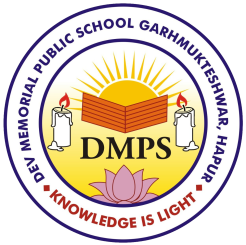 DEV MEMORIAL PUBLIC SCHOOL GARHMUKTESHWAR, HAPUR
DMPS
KNOWLEDGE IS LIGHT